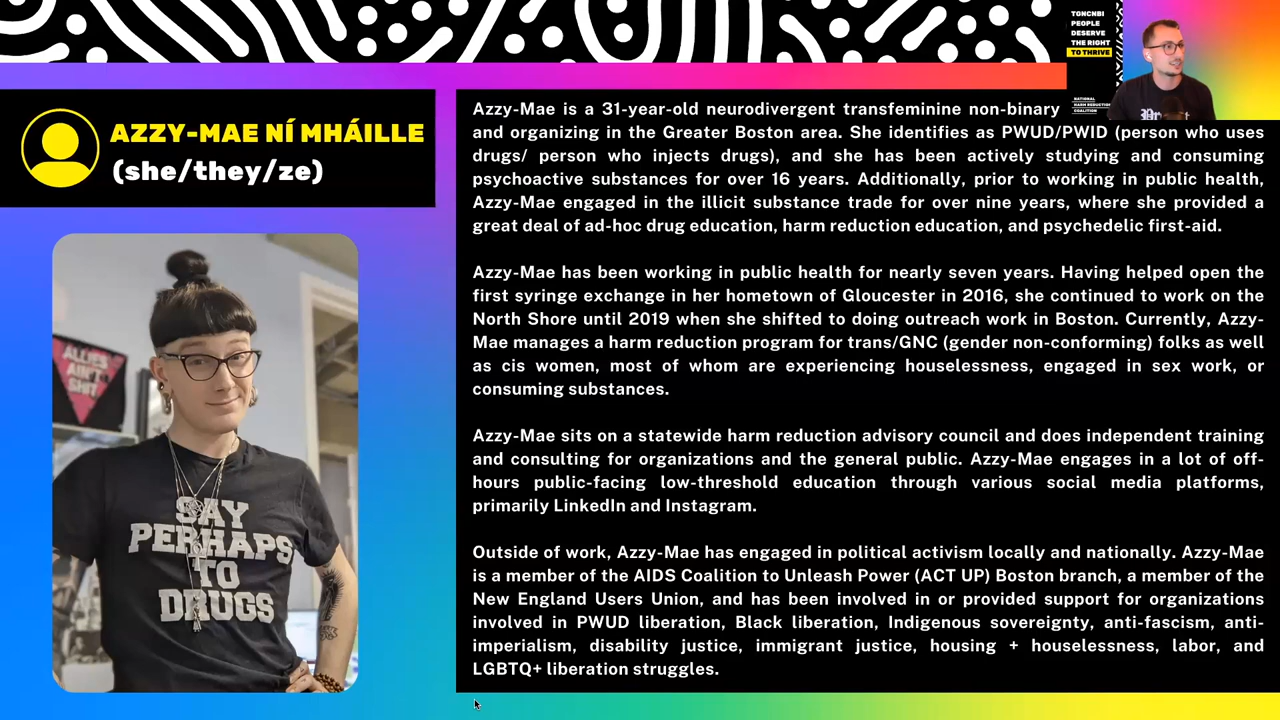 TGNCNBI
PEOPLE
DESERVE
THE RIGHT
TO THRIVE
NATIONAL
HARM REDUCTION
COALITION
AZZY-MAE NÍ MHÁILLE
(she/they/ze)
ALLIES
AIN'T
SHIT
SAY
PERHAPS
TO
DRUGS
Azzy-Mae is a 31-year-old neurodivergent transfeminine non-binary
and organizing in the Greater Boston area. She identifies as PWUD/PWID (person who uses
drugs/ person who injects drugs), and she has been actively studying and consuming
psychoactive substances for over 16 years. Additionally, prior to working in public health,
Azzy-Mae engaged in the illicit substance trade for over nine years, where she provided a
great deal of ad-hoc drug education, harm reduction education, and psychedelic first-aid.
Azzy-Mae has been working in public health for nearly seven years. Having helped open the
first syringe exchange in her hometown of Gloucester in 2016, she continued to work on the
North Shore until 2019 when she shifted to doing outreach work in Boston. Currently, Azzy-
Mae manages a harm reduction program for trans/GNC (gender non-conforming) folks as well
as cis women, most of whom are experiencing houselessness, engaged in sex work, or
consuming substances.
Azzy-Mae sits on a statewide harm reduction advisory council and does independent training
and consulting for organizations and the general public. Azzy-Mae engages in a lot of off-
hours public-facing low-threshold education through various social media platforms,
primarily LinkedIn and Instagram.
Outside of work, Azzy-Mae has engaged in political activism locally and nationally. Azzy-Mae
is a member of the AIDS Coalition to Unleash Power (ACT UP) Boston branch, a member of the
New England Users Union, and has been involved in or provided support for organizations
involved in PWUD liberation, Black liberation, Indigenous sovereignty, anti-fascism, anti-
imperialism, disability justice, immigrant justice, housing + houselessness, labor, and
LGBTQ+ liberation struggles.